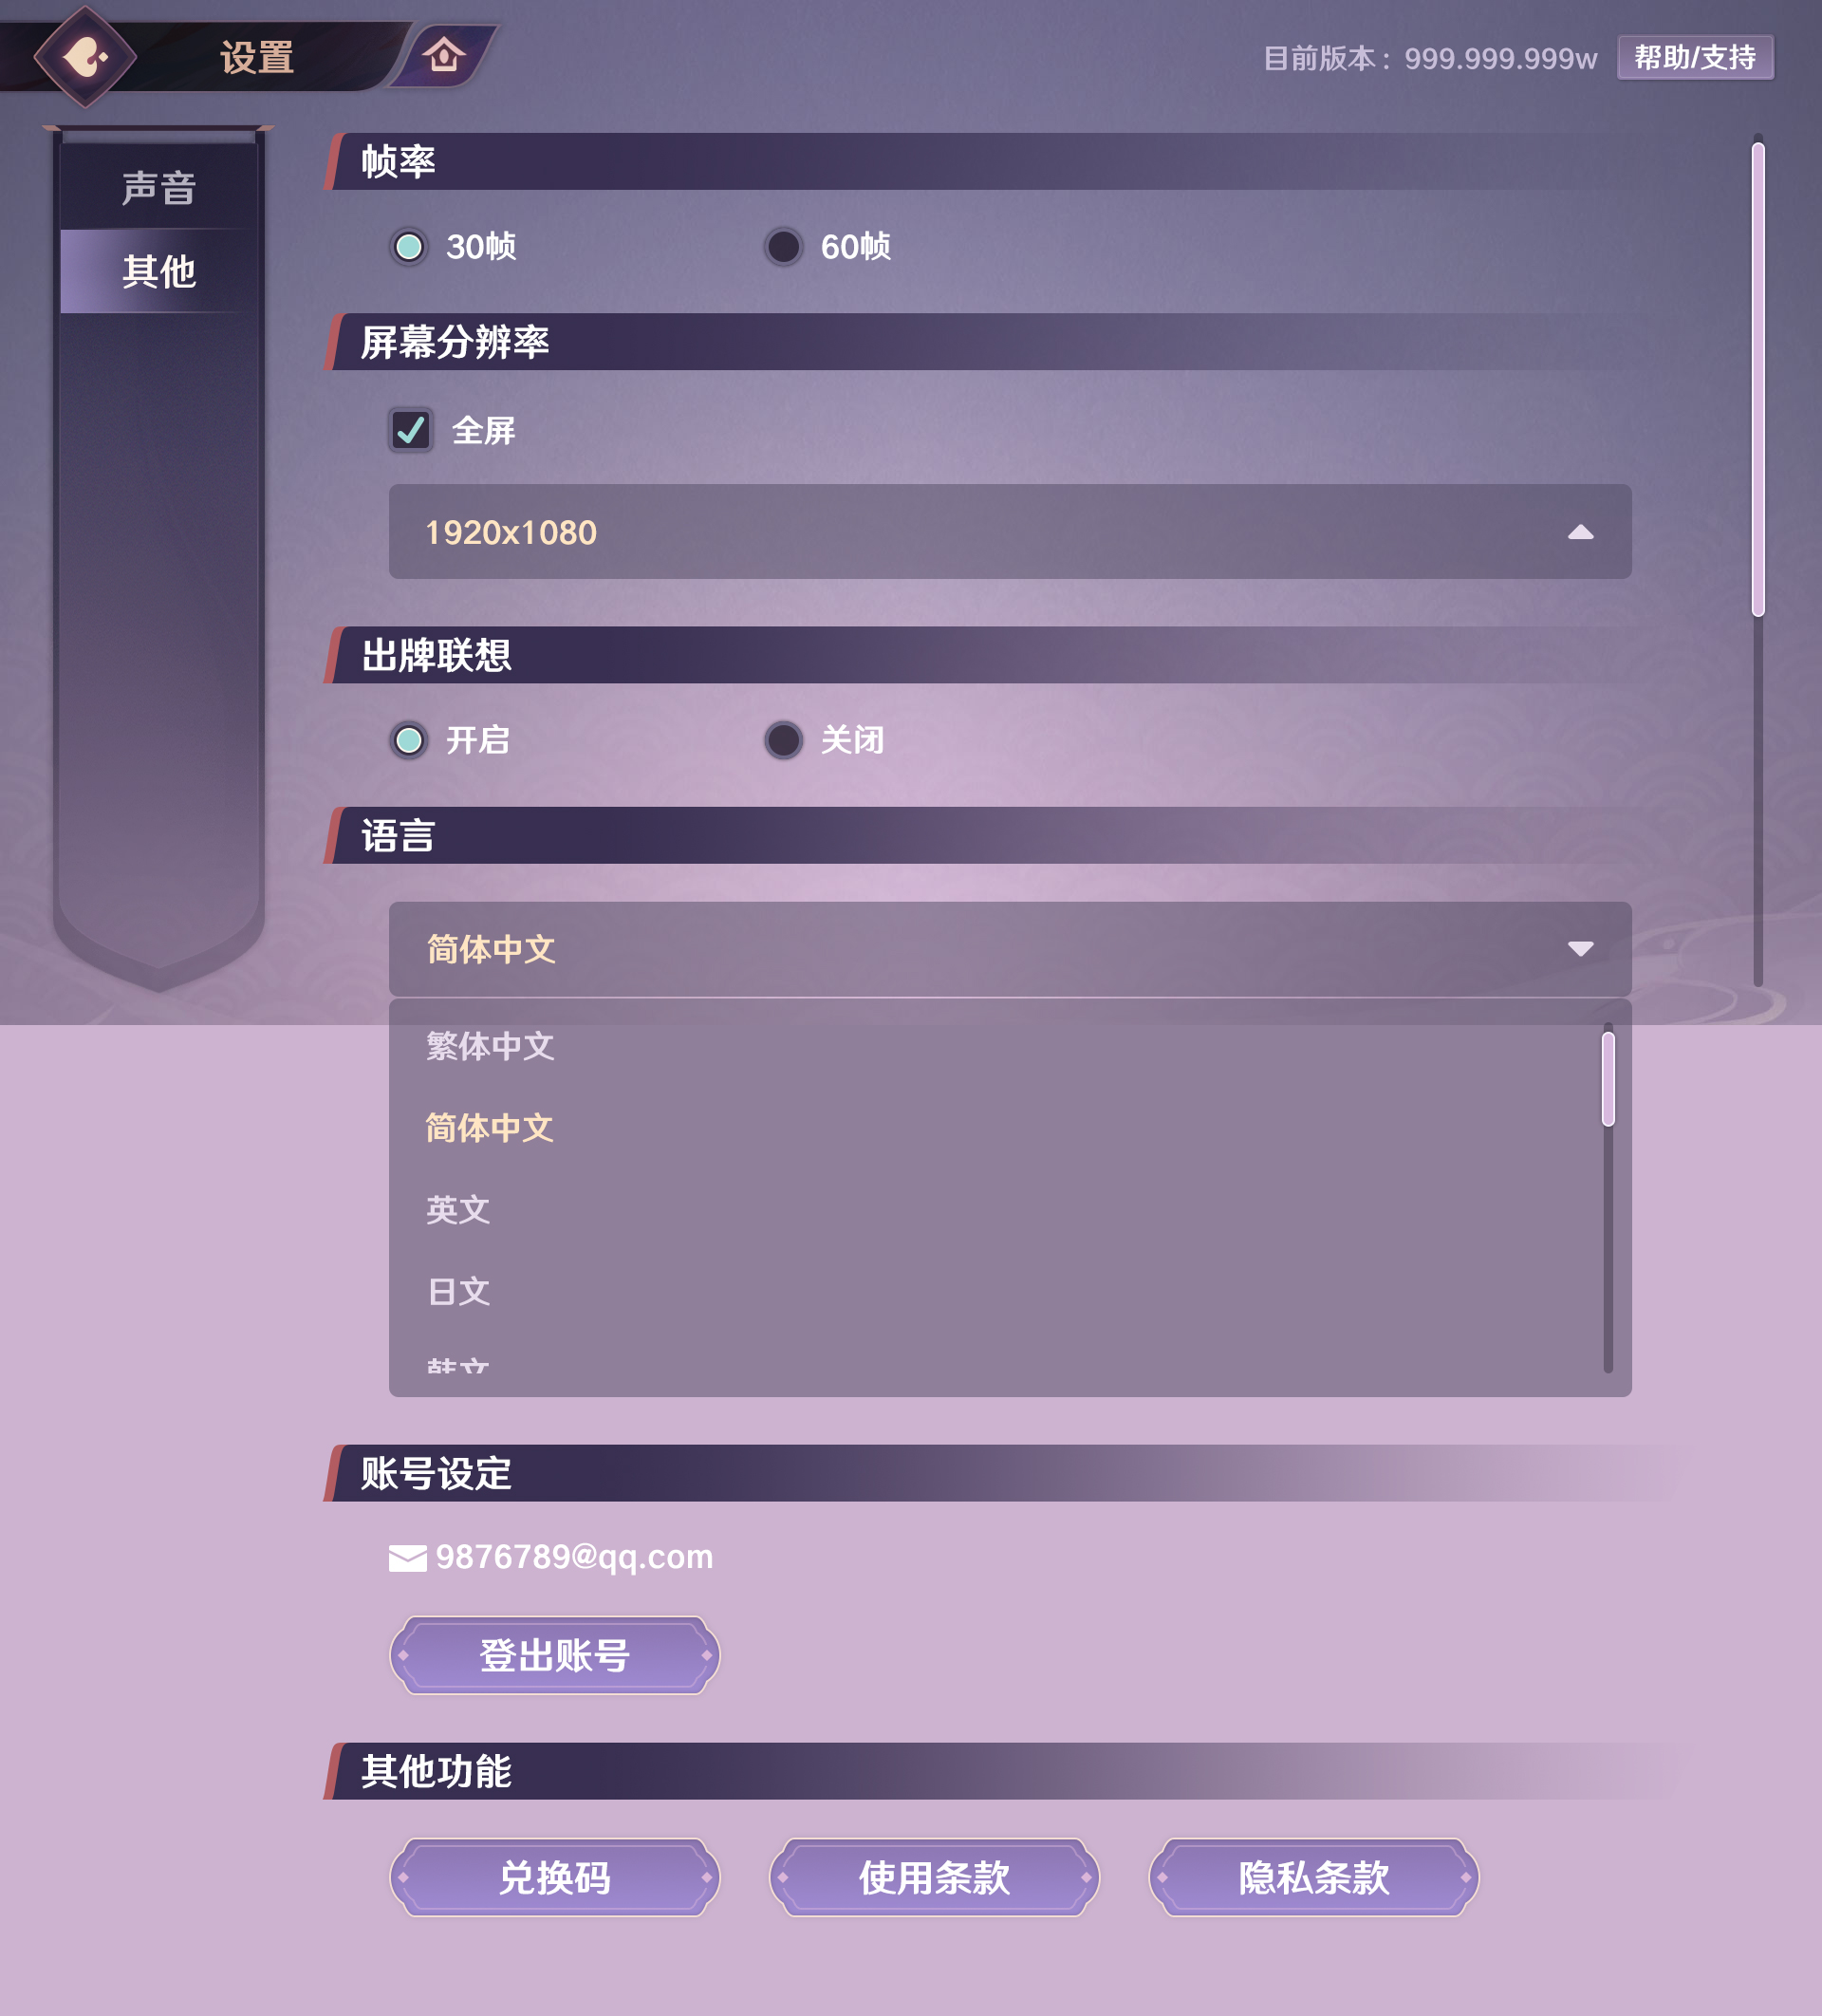 设置
目前版本：999.999.999w
帮助/支持
声音
其他
帧率
30帧
60帧
屏幕分辨率
全屏
1920x1080
出牌联想
开启
关闭
语言
简体中文
繁体中文
简体中文
英文
日文
韩文
账号设定
9876789@qq.com
登出账号
其他功能
兑换码
使用条款
隐私条款